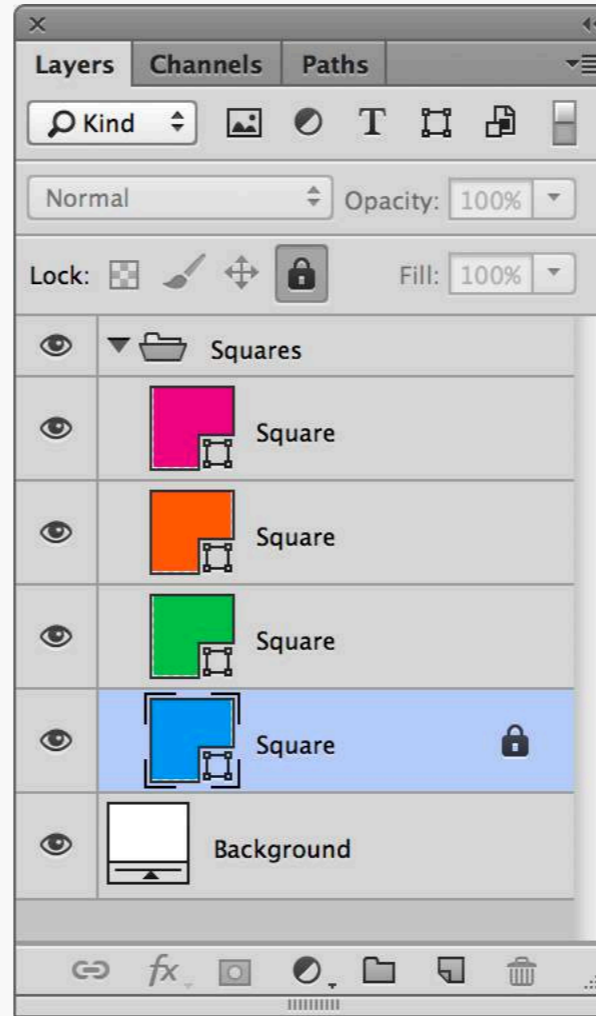 Layers Channels Paths
Kind T
Normal Opacity: 100%
Lock: Fill: 100%
Squares
Square
Square
Square
Square
Background
fx